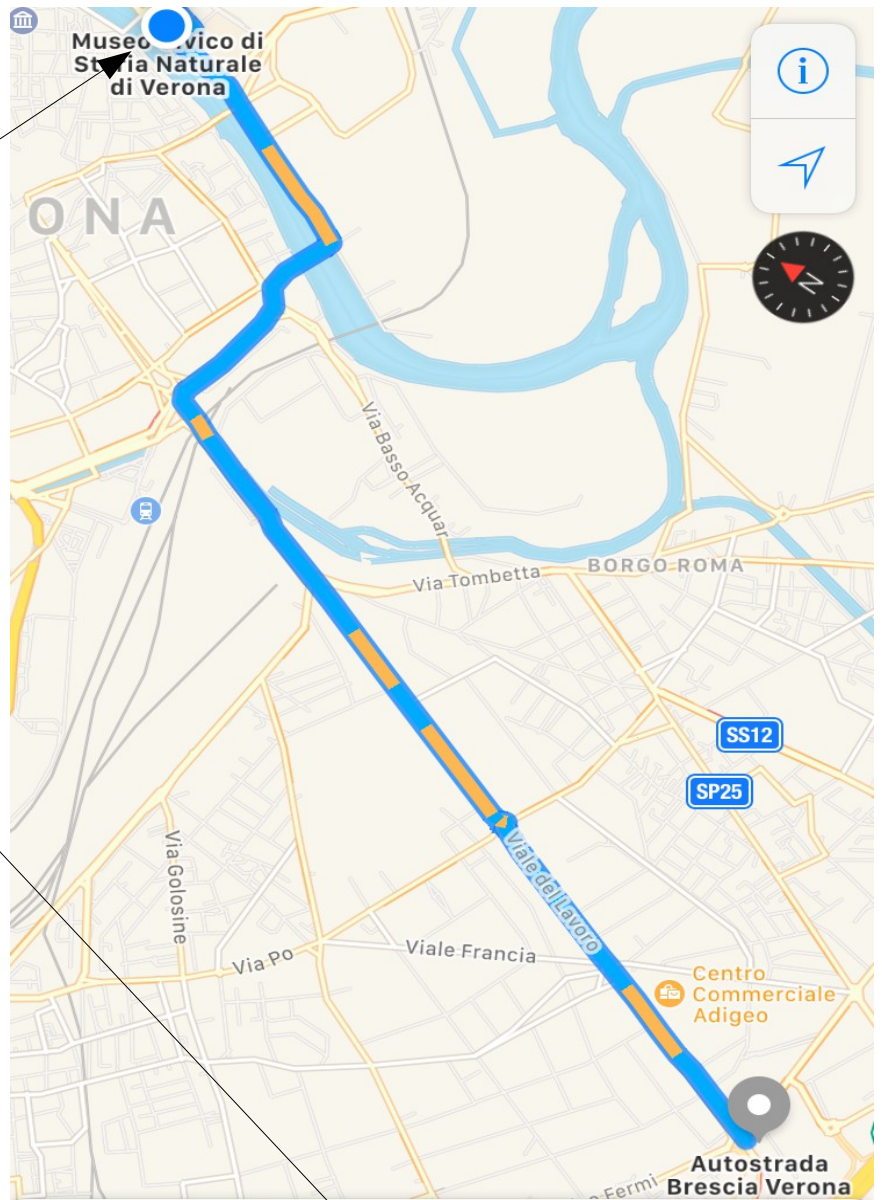 Museo Civico di
Storia Naturale
di Verona
ONA
N
Via Basso Acquar
Via Tombetta
BORGO ROMA
SS12
SP25
Viale del Lavoro
Via Golosine
Via Po
Viale Francia
Centro
Commerciale
Adigeo
Autostrada
Brescia Verona
Fermi